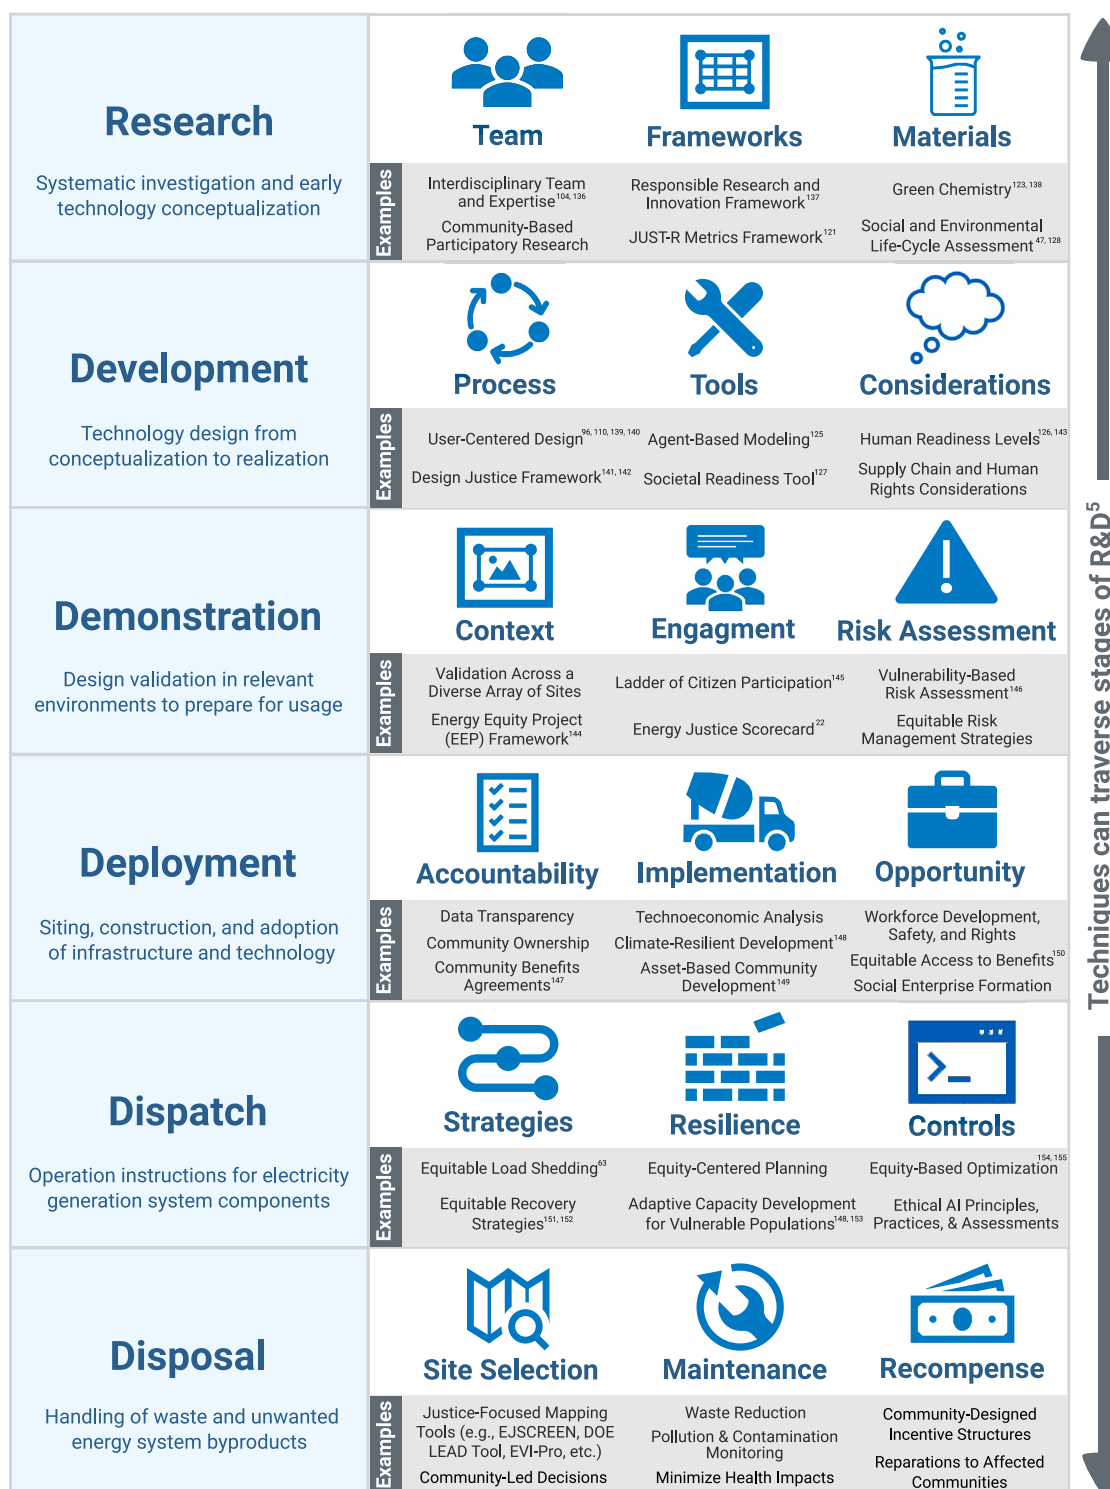 Research
Systematic investigation and early
technology conceptualization
Team
Frameworks
Materials
Examples
Interdisciplinary Team
and Expertise104, 136
Community-Based
Participatory Research
Responsible Research and
Innovation Framework137
JUST-R Metrics Framework121
Green Chemistry123, 138
Social and Environmental
Life-Cycle Assessment47, 128
Development
Technology design from
conceptualization to realization
Process
Tools
Considerations
Examples
User-Centered Design96, 110, 139, 140
Design Justice Framework141, 142
Agent-Based Modeling125
Societal Readiness Tool127
Human Readiness Levels126, 143
Supply Chain and Human
Rights Considerations
Demonstration
Design validation in relevant
environments to prepare for usage
Context
Engagment
Risk Assessment
Examples
Validation Across a
Diverse Array of Sites
Energy Equity Project
(EEP) Framework144
Ladder of Citizen Participation145
Energy Justice Scorecard22
Vulnerability-Based
Risk Assessment146
Equitable Risk
Management Strategies
Deployment
Siting, construction, and adoption
of infrastructure and technology
Accountability
Implementation
Opportunity
Examples
Data Transparency
Community Ownership
Community Benefits
Agreements147
Technoeconomic Analysis
Climate-Resilient Development148
Asset-Based Community
Development149
Workforce Development,
Safety, and Rights
Equitable Access to Benefits150
Social Enterprise Formation
Dispatch
Operation instructions for electricity
generation system components
Strategies
Resilience
Controls
Examples
Equitable Load Shedding63
Equitable Recovery
Strategies151, 152
Equity-Centered Planning
Adaptive Capacity Development
for Vulnerable Populations148, 153
Equity-Based Optimization154, 155
Ethical AI Principles,
Practices, & Assessments
Disposal
Handling of waste and unwanted
energy system byproducts
Site Selection
Maintenance
Recompense
Examples
Justice-Focused Mapping
Tools (e.g., EJSCREEN, DOE
LEAD Tool, EVI-Pro, etc.)
Community-Led Decisions
Waste Reduction
Pollution & Contamination
Monitoring
Minimize Health Impacts
Community-Designed
Incentive Structures
Reparations to Affected
Communities
Techniques can traverse stages of R&D5